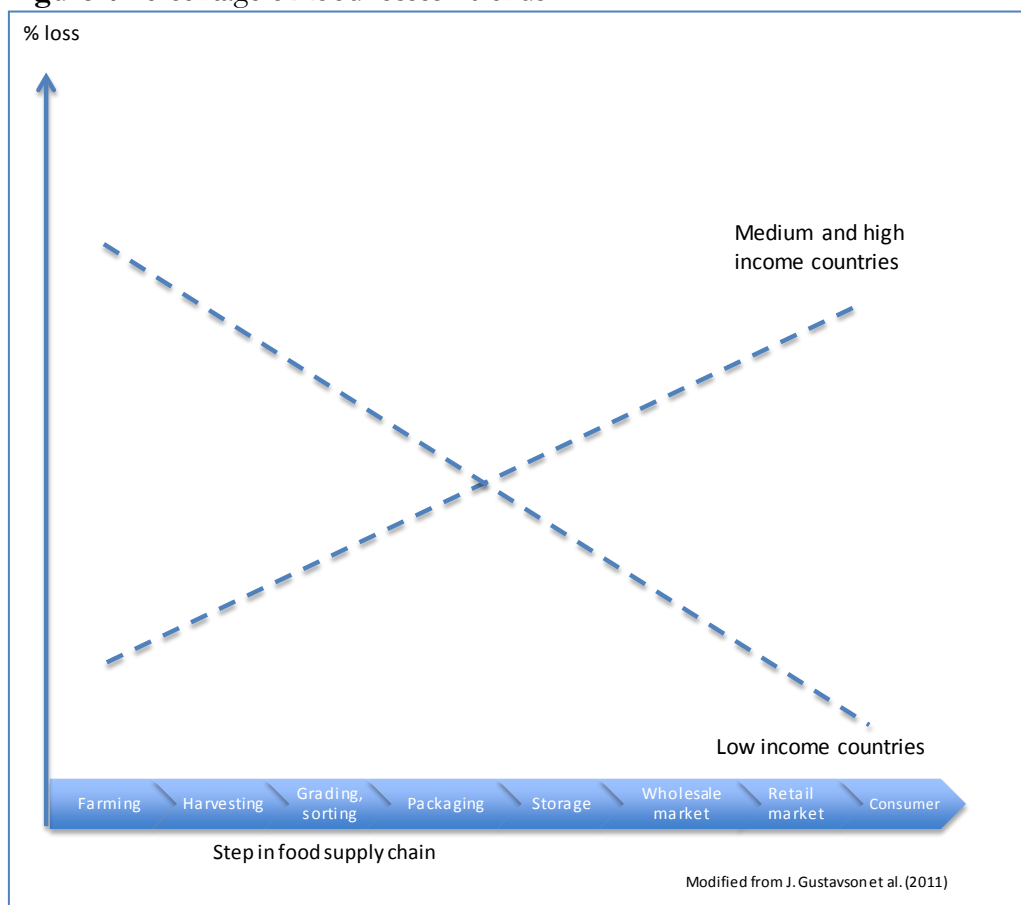 % loss
Medium and high
income countries
Low income countries
Farming
Harvesting
Grading,
sorting
Packaging
Storage
Wholesale
market
Retail
market
Consumer
Step in food supply chain
Modified from J. Gustavson et al. (2011)